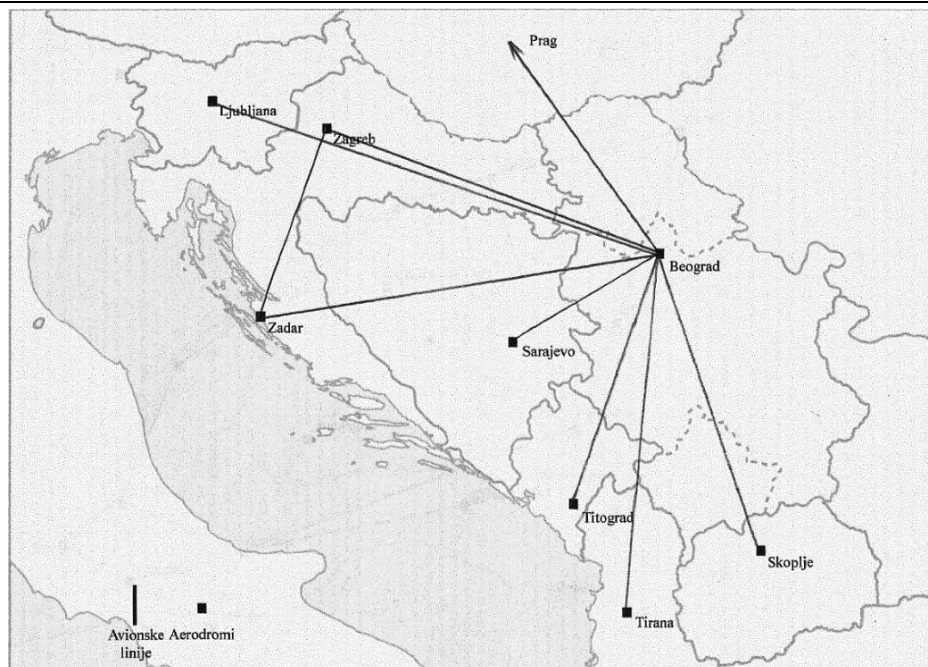 Prag
Ljubljana
Zagreb
Beograd
Zadar
Sarajevo
Titograd
Skoplje
Tirana
Avionske Aerodromi
linije